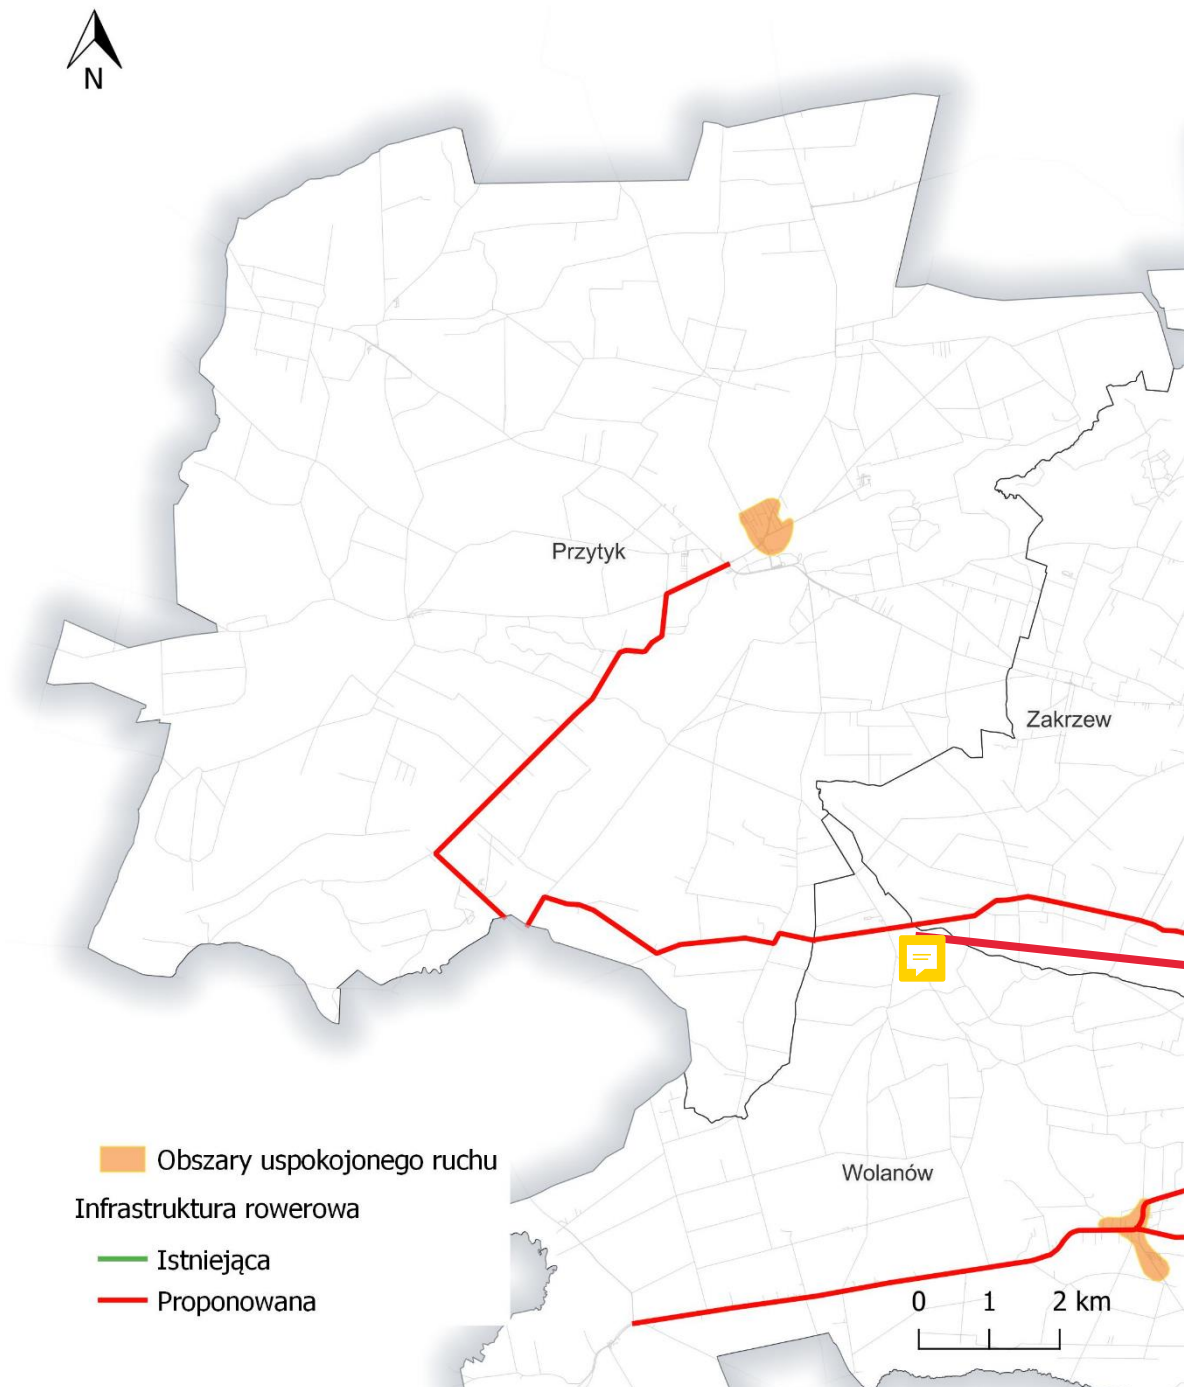 N
Przytyk
Zakrzew
Wolanów
Obszary uspokojonego ruchu
Infrastruktura rowerowa
Istniejąca
Proponowana
0 1 2 km